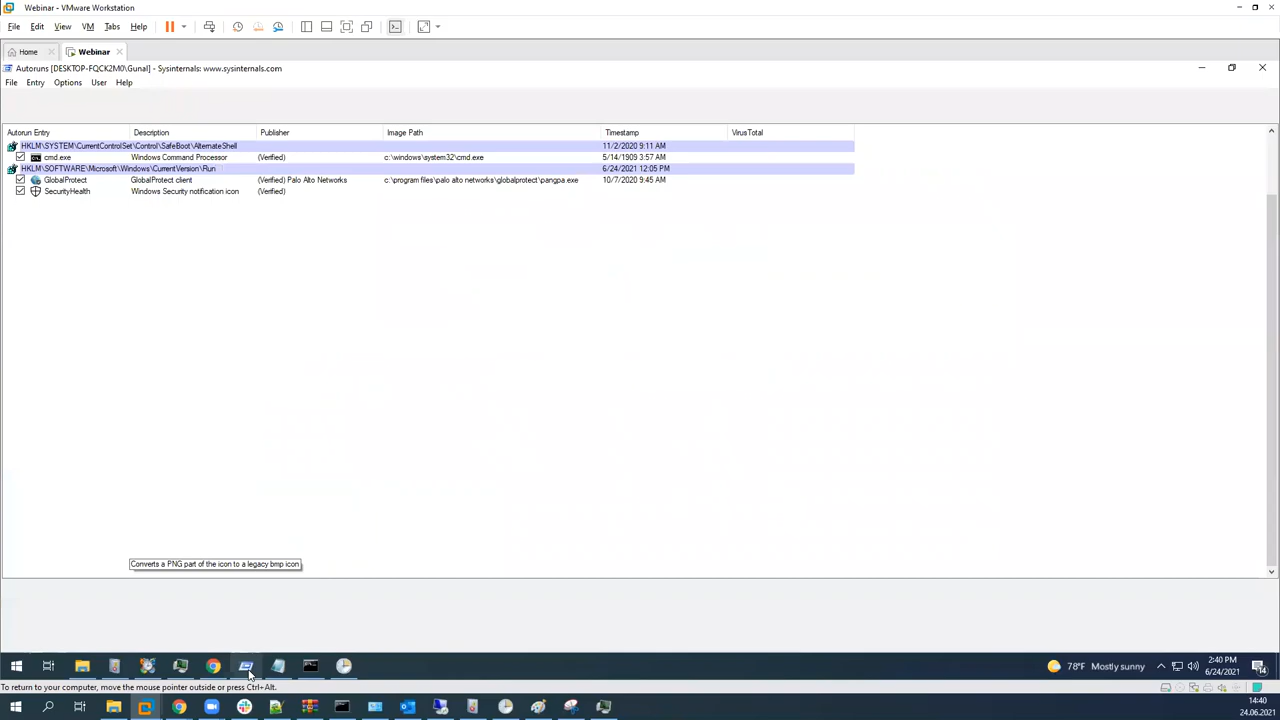 Webinar - VMware Workstation
File Edit View VM Tabs Help
Home Webinar
Autoruns [DESKTOP-FQCK2M0\Gunal] - Sysinternals: www.sysinternals.com
File Entry Options User Help
Autorun Entry Description Publisher Image Path Timestamp VirusTotal
HKLM\SYSTEM\CurrentControlSet\Control\SafeBoot\AlternateShell 11/2/2020 9:11 AM
cmd.exe Windows Command Processor (Verified) c:\windows\system32\cmd.exe 5/14/1909 3:57 AM
HKLM\SOFTWARE\Microsoft\Windows\CurrentVersion\Run 6/24/2021 12:05 PM
GlobalProtect GlobalProtect client (Verified) Palo Alto Networks c:\program files\palo alto networks\globalprotect\pangpa.exe 10/7/2020 9:45 AM
SecurityHealth Windows Security notification icon (Verified)
Converts a PNG part of the icon to a legacy bmp icon
78°F Mostly sunny 2:40 PM
6/24/2021 14
To return to your computer, move the mouse pointer outside or press Ctrl+Alt.
14:40
24.06.2021